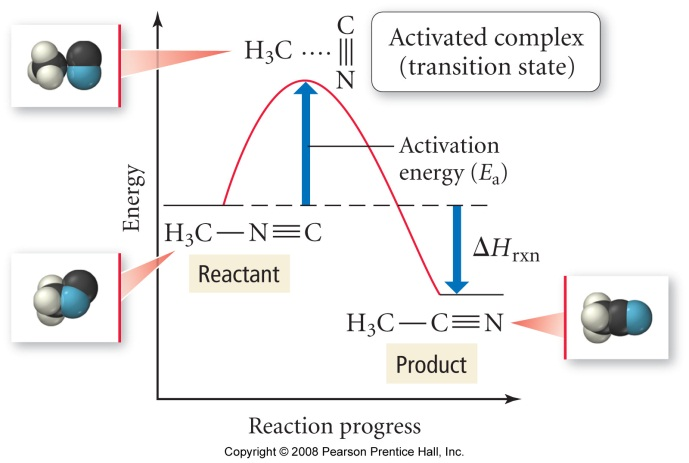 C
H₃C ···· |||
N
Activated complex
(transition state)
Activation
energy (Eₐ)
Energy
H₃C — N≡C
Reactant
ΔHᵣₓₙ
H₃C — C≡N
Product
Reaction progress
Copyright © 2008 Pearson Prentice Hall, Inc.